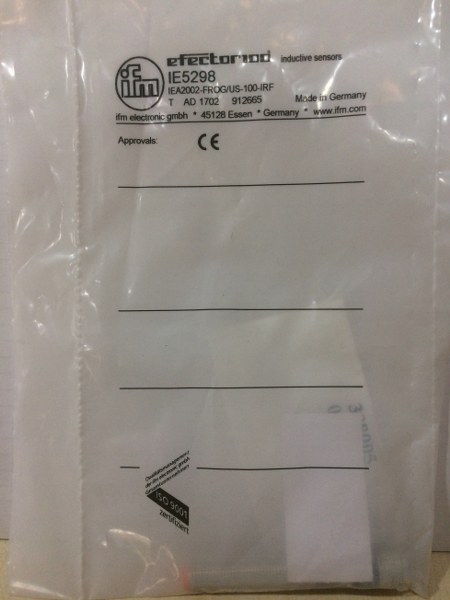 ifm
efector100 inductive sensors
IE5298
IEA2002-FROG/US-100-IRF
T AD 1702 912665 Made in Germany
ifm electronic gmbh * 45128 Essen * Germany * www.ifm.com
Approvals: CE
ISO 9001
zertifiziert